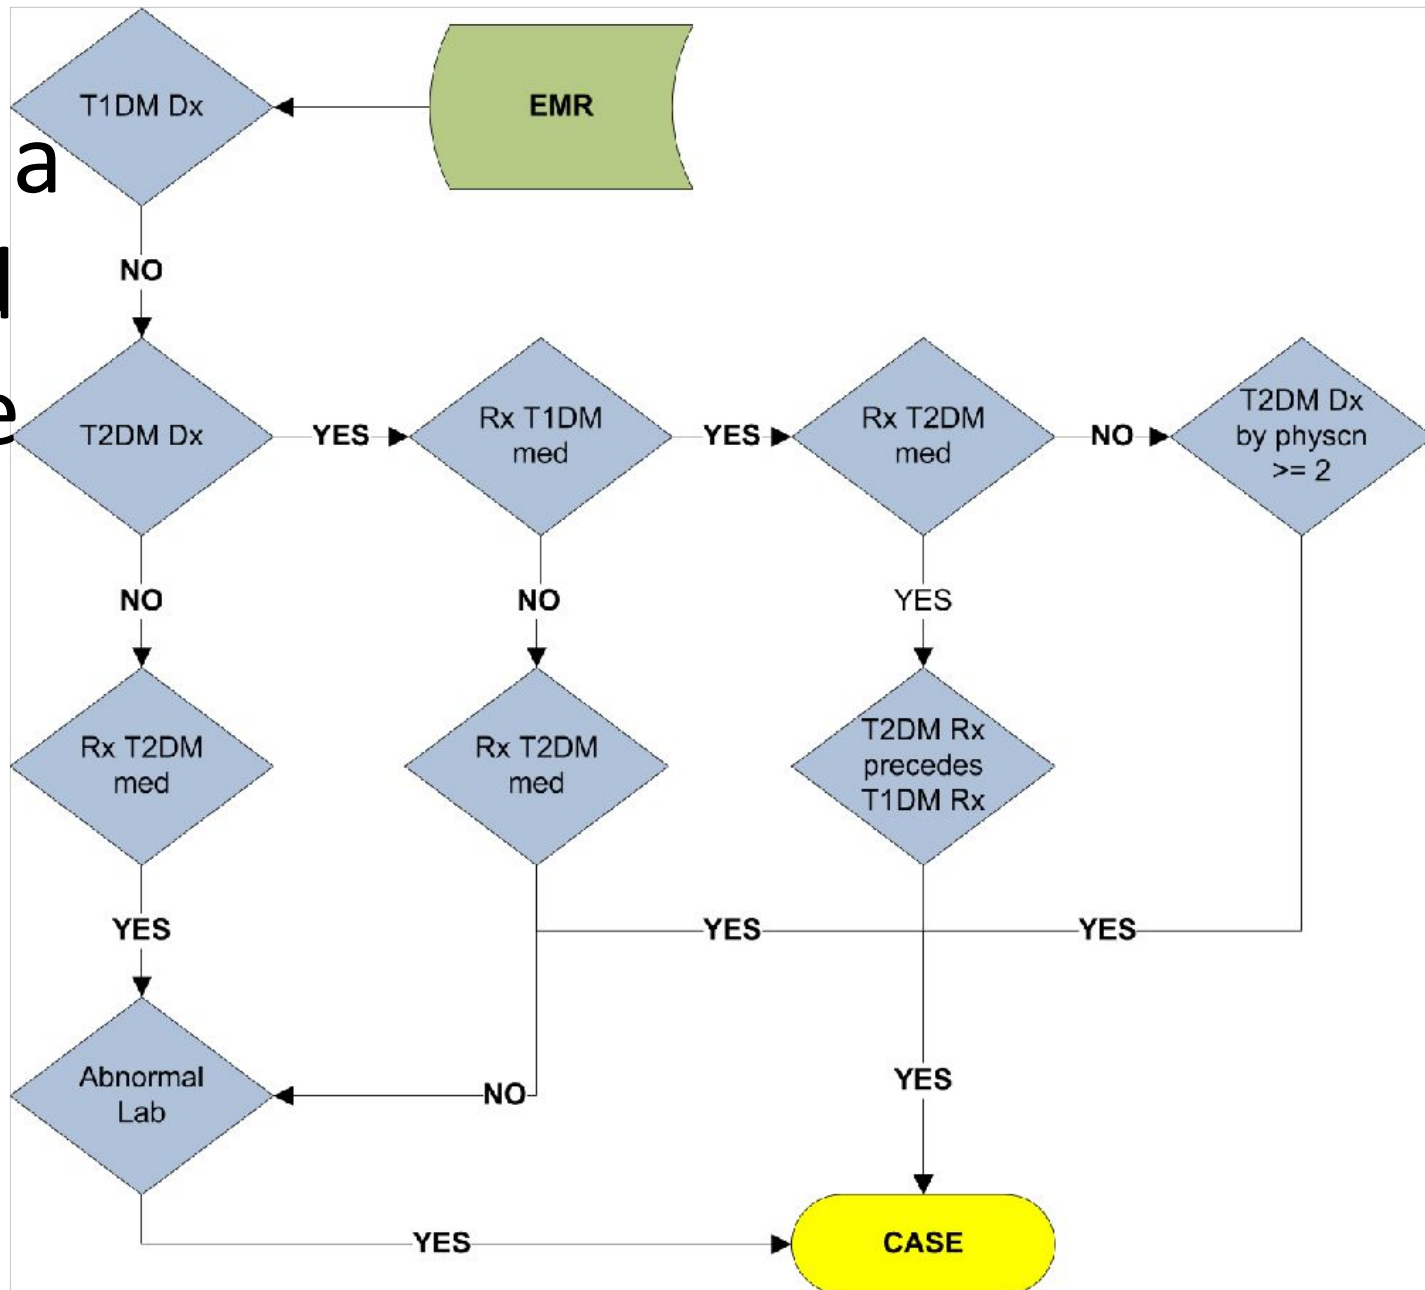 T1DM Dx
EMR
a
NO
T2DM Dx
YES
Rx T1DM
med
YES
Rx T2DM
med
NO
T2DM Dx
by physcn
>= 2
e
NO
NO
YES
Rx T2DM
med
Rx T2DM
med
T2DM Rx
precedes
T1DM Rx
YES
YES
YES
Abnormal
Lab
NO
YES
YES
CASE